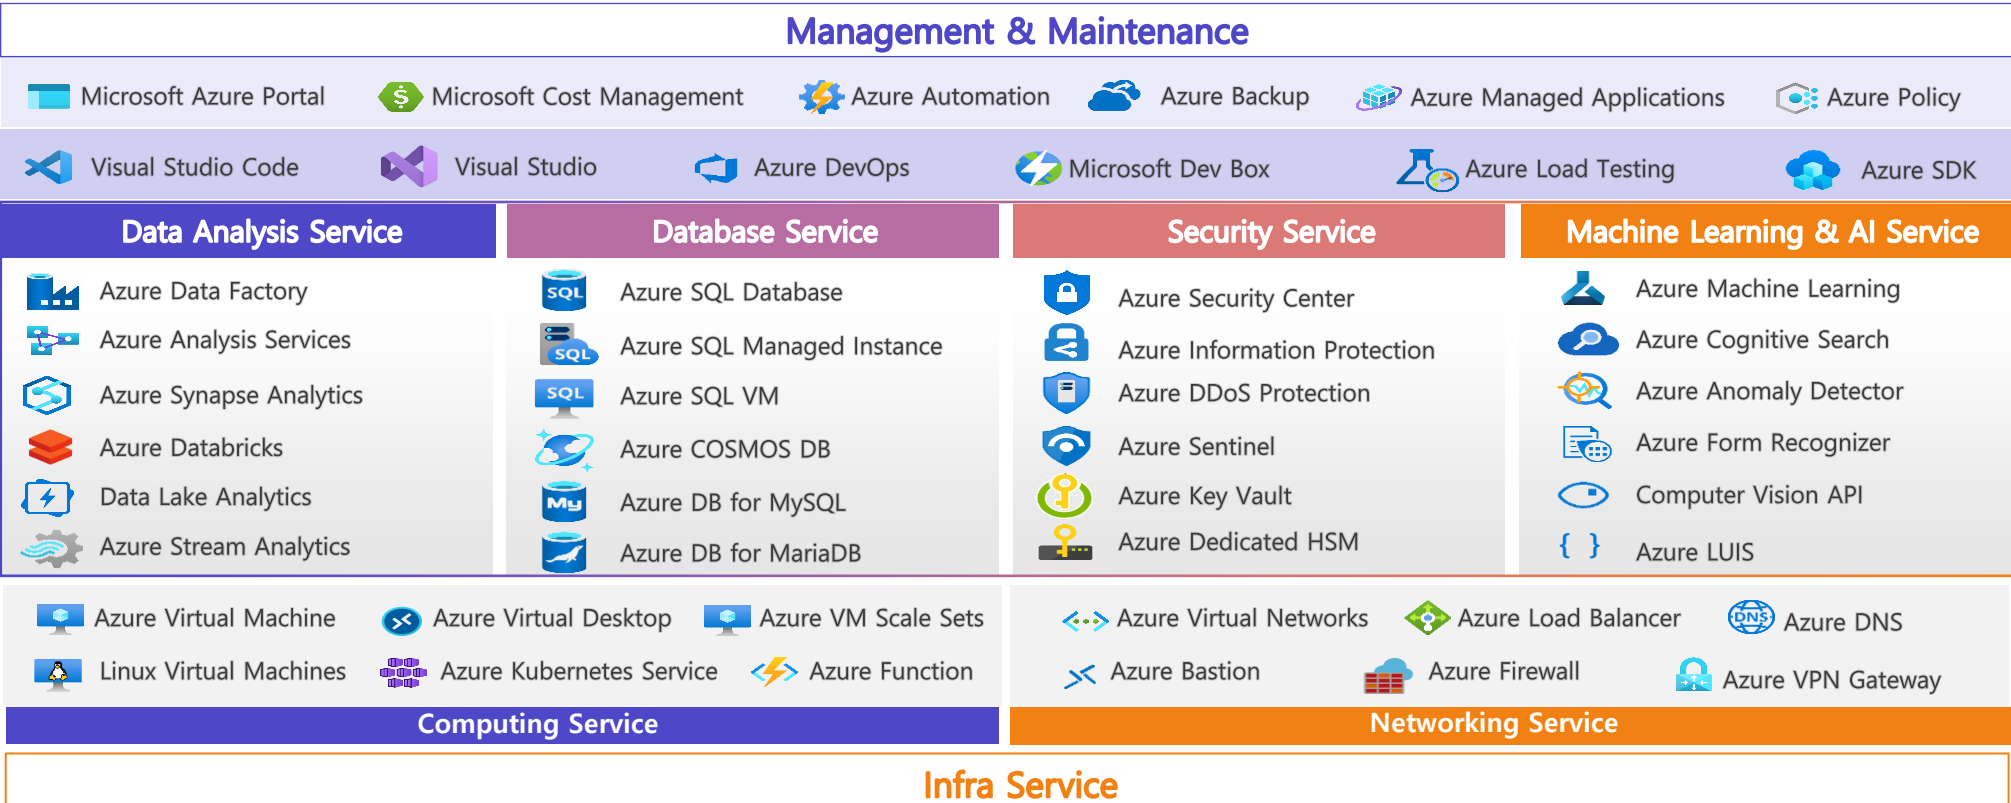 Management & Maintenance
Microsoft Azure Portal
Microsoft Cost Management
Azure Automation
Azure Backup
Azure Managed Applications
Azure Policy
Visual Studio Code
Visual Studio
Azure DevOps
Microsoft Dev Box
Azure Load Testing
Azure SDK
Data Analysis Service
Azure Data Factory
Azure Analysis Services
Azure Synapse Analytics
Azure Databricks
Data Lake Analytics
Azure Stream Analytics
Database Service
SQL
Azure SQL Database
SQL
Azure SQL Managed Instance
SQL
Azure SQL VM
Azure COSMOS DB
My
Azure DB for MySQL
Azure DB for MariaDB
Security Service
Azure Security Center
Azure Information Protection
Azure DDoS Protection
Azure Sentinel
Azure Key Vault
Azure Dedicated HSM
Machine Learning & AI Service
Azure Machine Learning
Azure Cognitive Search
Azure Anomaly Detector
Azure Form Recognizer
Computer Vision API
{ }
Azure LUIS
Azure Virtual Machine
Azure Virtual Desktop
Azure VM Scale Sets
Linux Virtual Machines
Azure Kubernetes Service
Azure Function
Computing Service
Azure Virtual Networks
Azure Load Balancer
DNS
Azure DNS
Azure Bastion
Azure Firewall
Azure VPN Gateway
Networking Service
Infra Service